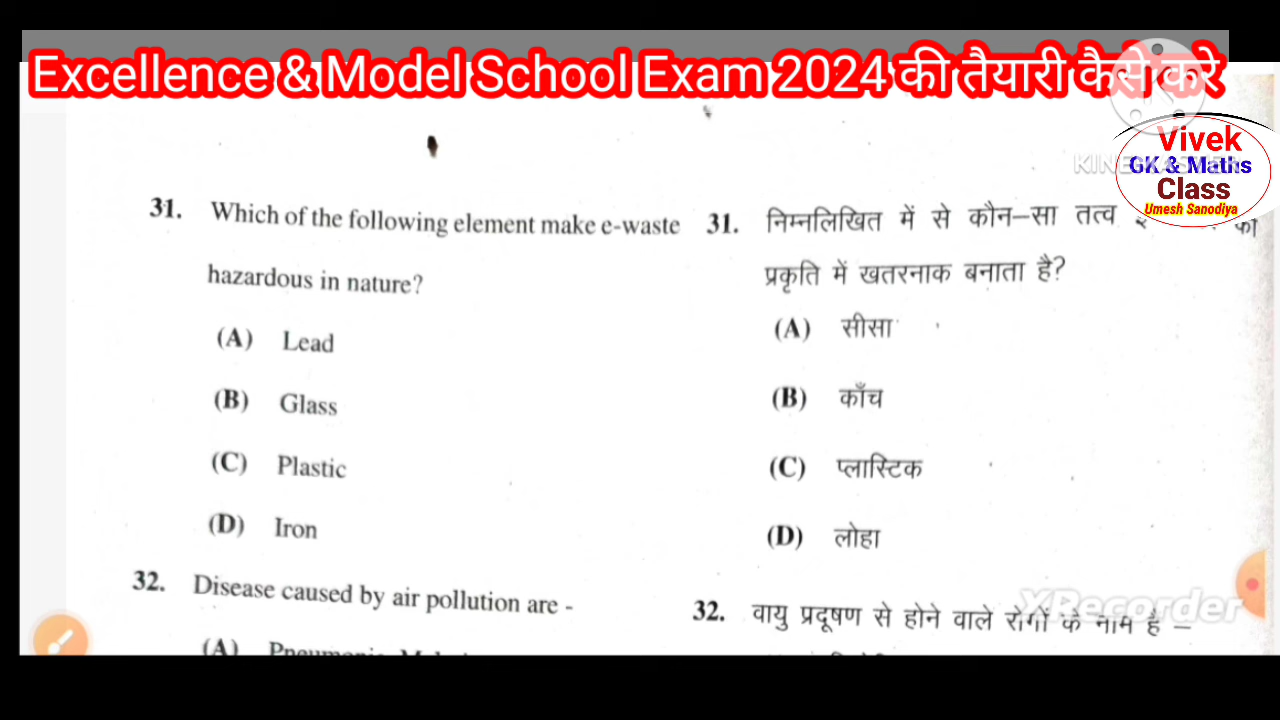 Excellence & Model School Exam 2024 की तैयारी कैसे करे
Vivek
GK & Maths
Class
Umesh Sanodiya
31. Which of the following element make e-waste
hazardous in nature?
(A) Lead
(B) Glass
(C) Plastic
(D) Iron
32. Disease caused by air pollution are -
(A)
31. निम्नलिखित में से कौन–सा तत्व
प्रकृति में खतरनाक बनाता है?
(A) सीसा
(B) काँच
(C) प्लास्टिक
(D) लोहा
32. वायु प्रदूषण से होने वाले रोगों के नाम है –
XRecorder